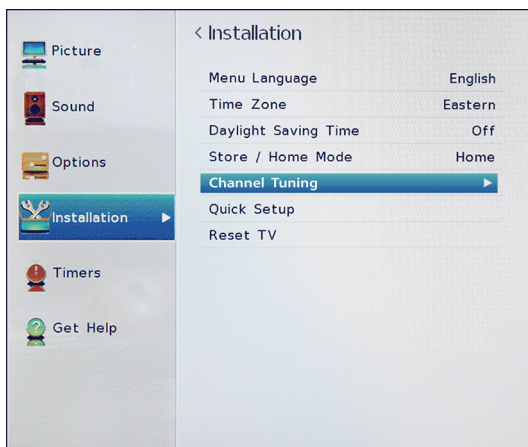 Picture
Sound
Options
Installation
Timers
Get Help
< Installation
Menu Language English
Time Zone Eastern
Daylight Saving Time Off
Store / Home Mode Home
Channel Tuning
Quick Setup
Reset TV